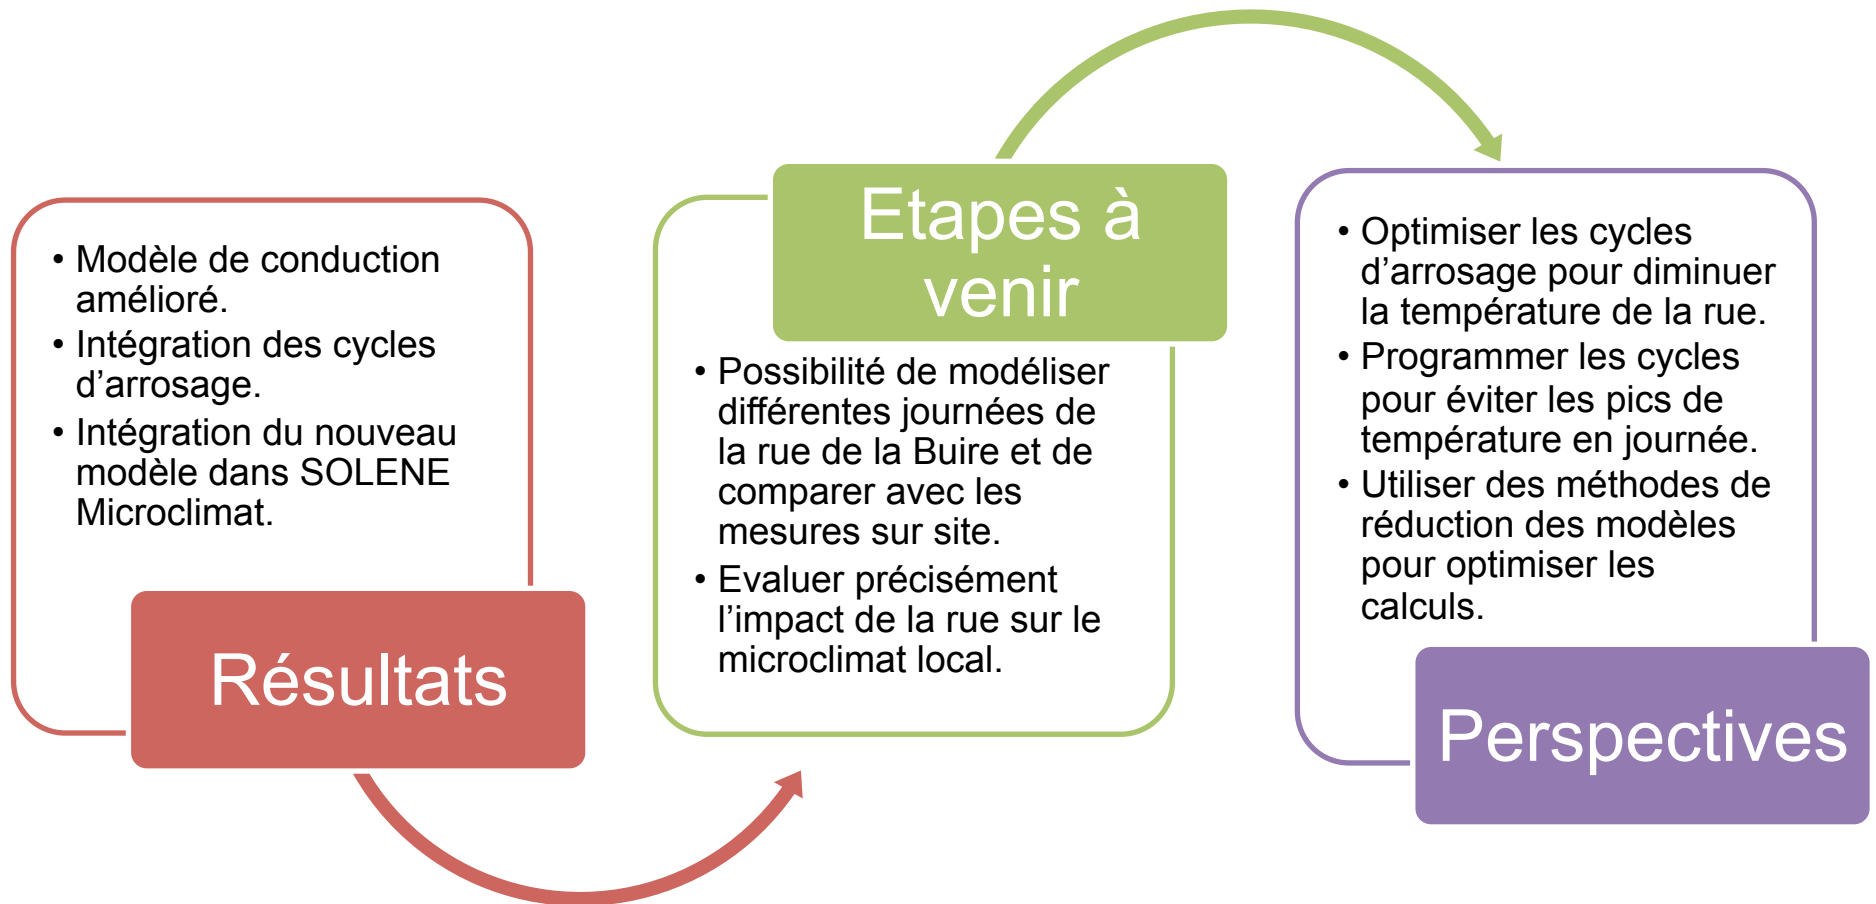 • Modèle de conduction
amélioré.
• Intégration des cycles
d’arrosage.
• Intégration du nouveau
modèle dans SOLENE
Microclimat.
Résultats
Etapes à
venir
• Possibilité de modéliser
différentes journées de
la rue de la Buire et de
comparer avec les
mesures sur site.
• Evaluer précisément
l’impact de la rue sur le
microclimat local.
• Optimiser les cycles
d’arrosage pour diminuer
la température de la rue.
• Programmer les cycles
pour éviter les pics de
température en journée.
• Utiliser des méthodes de
réduction des modèles
pour optimiser les
calculs.
Perspectives